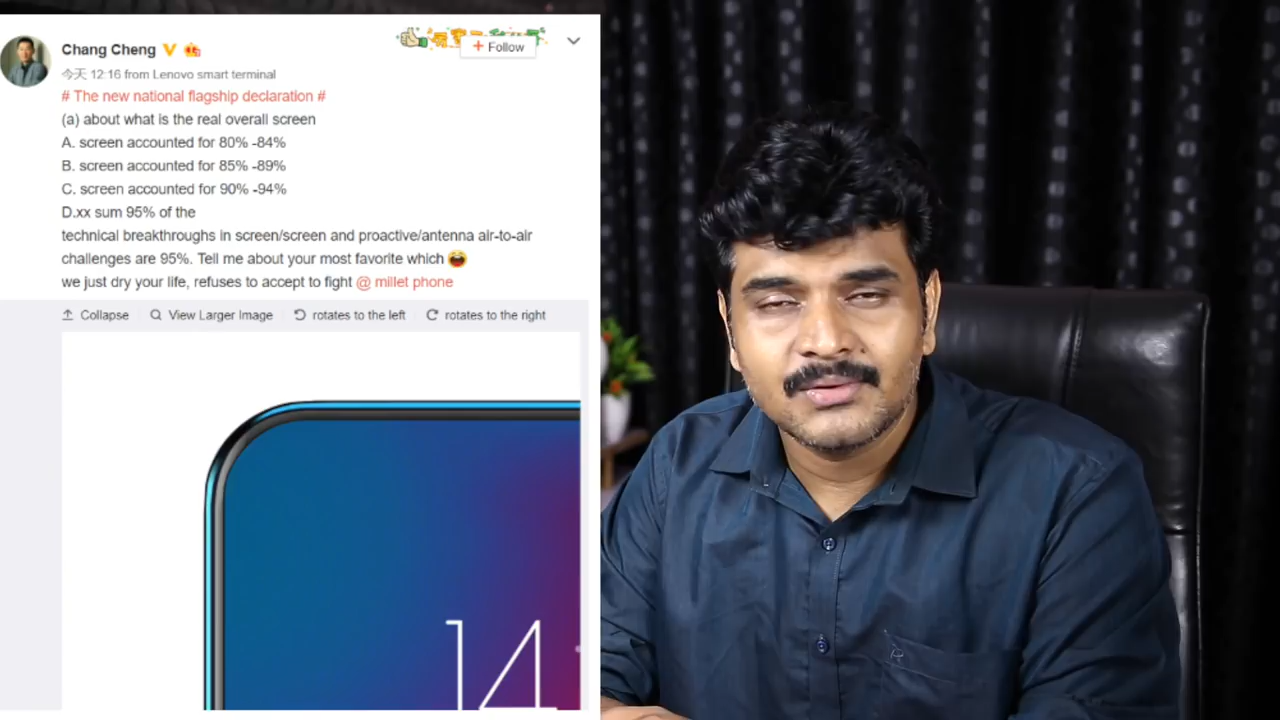 Chang Cheng
+ Follow
今天 12:16 from Lenovo smart terminal
# The new national flagship declaration #
(a) about what is the real overall screen
A. screen accounted for 80% -84%
B. screen accounted for 85% -89%
C. screen accounted for 90% -94%
D.xx sum 95% of the
technical breakthroughs in screen/screen and proactive/antenna air-to-air
challenges are 95%. Tell me about your most favorite which
we just dry your life, refuses to accept to fight @ millet phone
Collapse View Larger Image rotates to the left rotates to the right
14